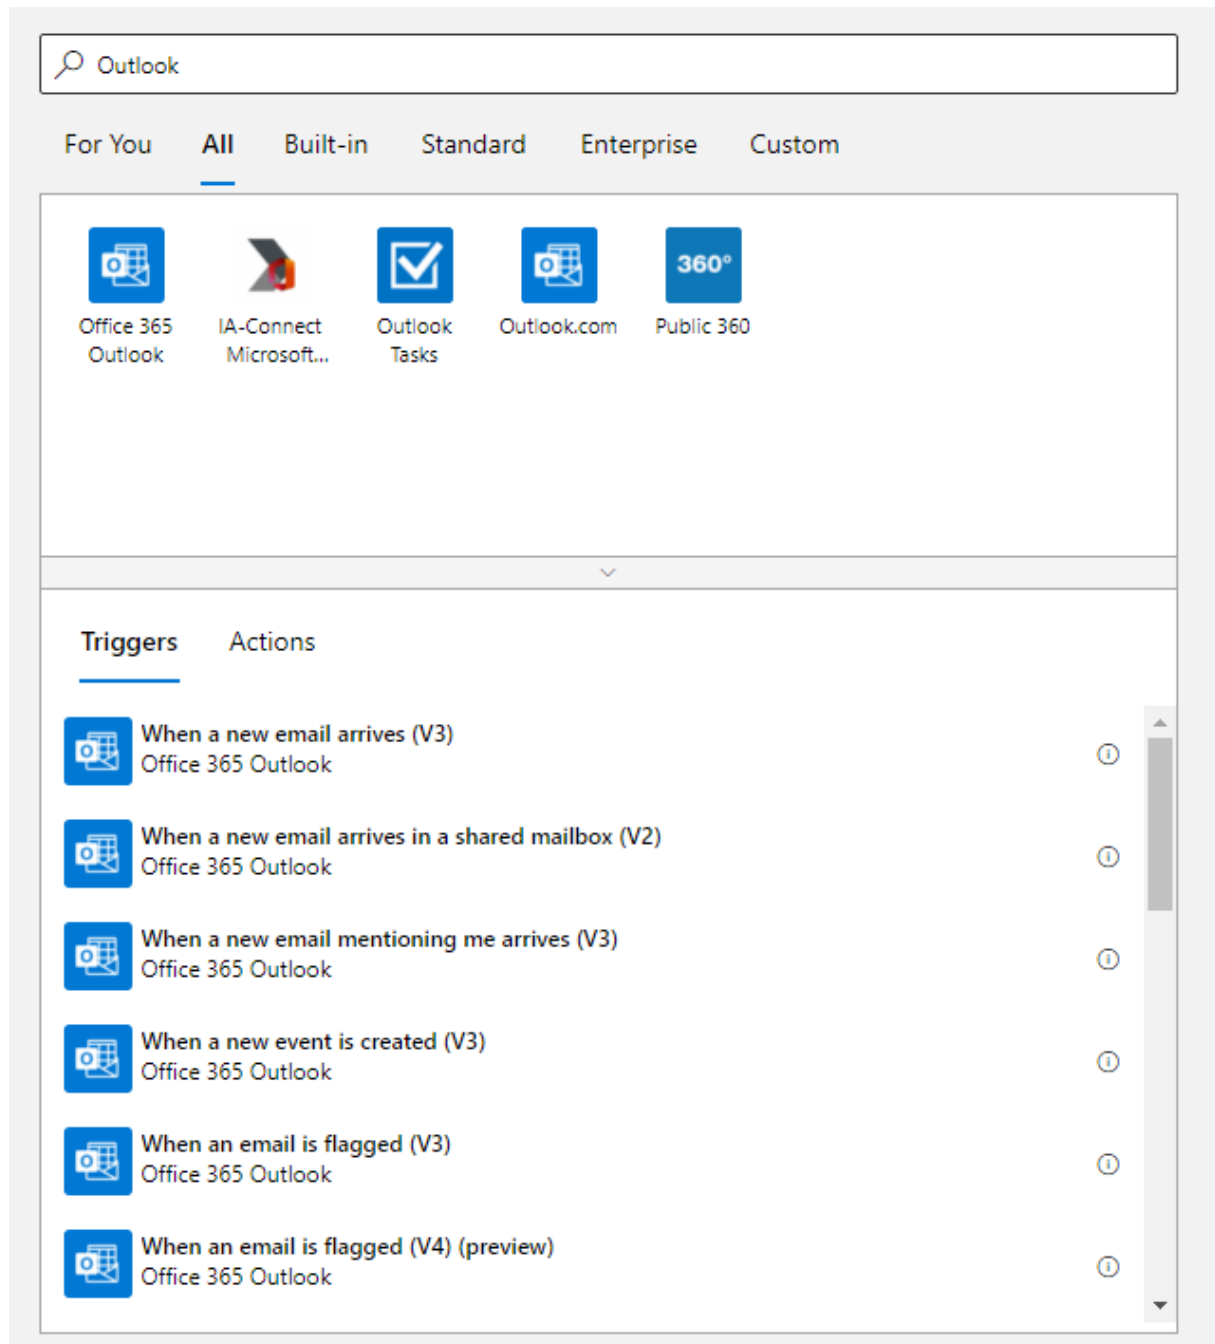 Outlook
For You All Built-in Standard Enterprise Custom
360°
Office 365 IA-Connect Outlook Outlook.com Public 360
Outlook Microsoft... Tasks
Triggers Actions
When a new email arrives (V3)
Office 365 Outlook
When a new email arrives in a shared mailbox (V2)
Office 365 Outlook
When a new email mentioning me arrives (V3)
Office 365 Outlook
When a new event is created (V3)
Office 365 Outlook
When an email is flagged (V3)
Office 365 Outlook
When an email is flagged (V4) (preview)
Office 365 Outlook